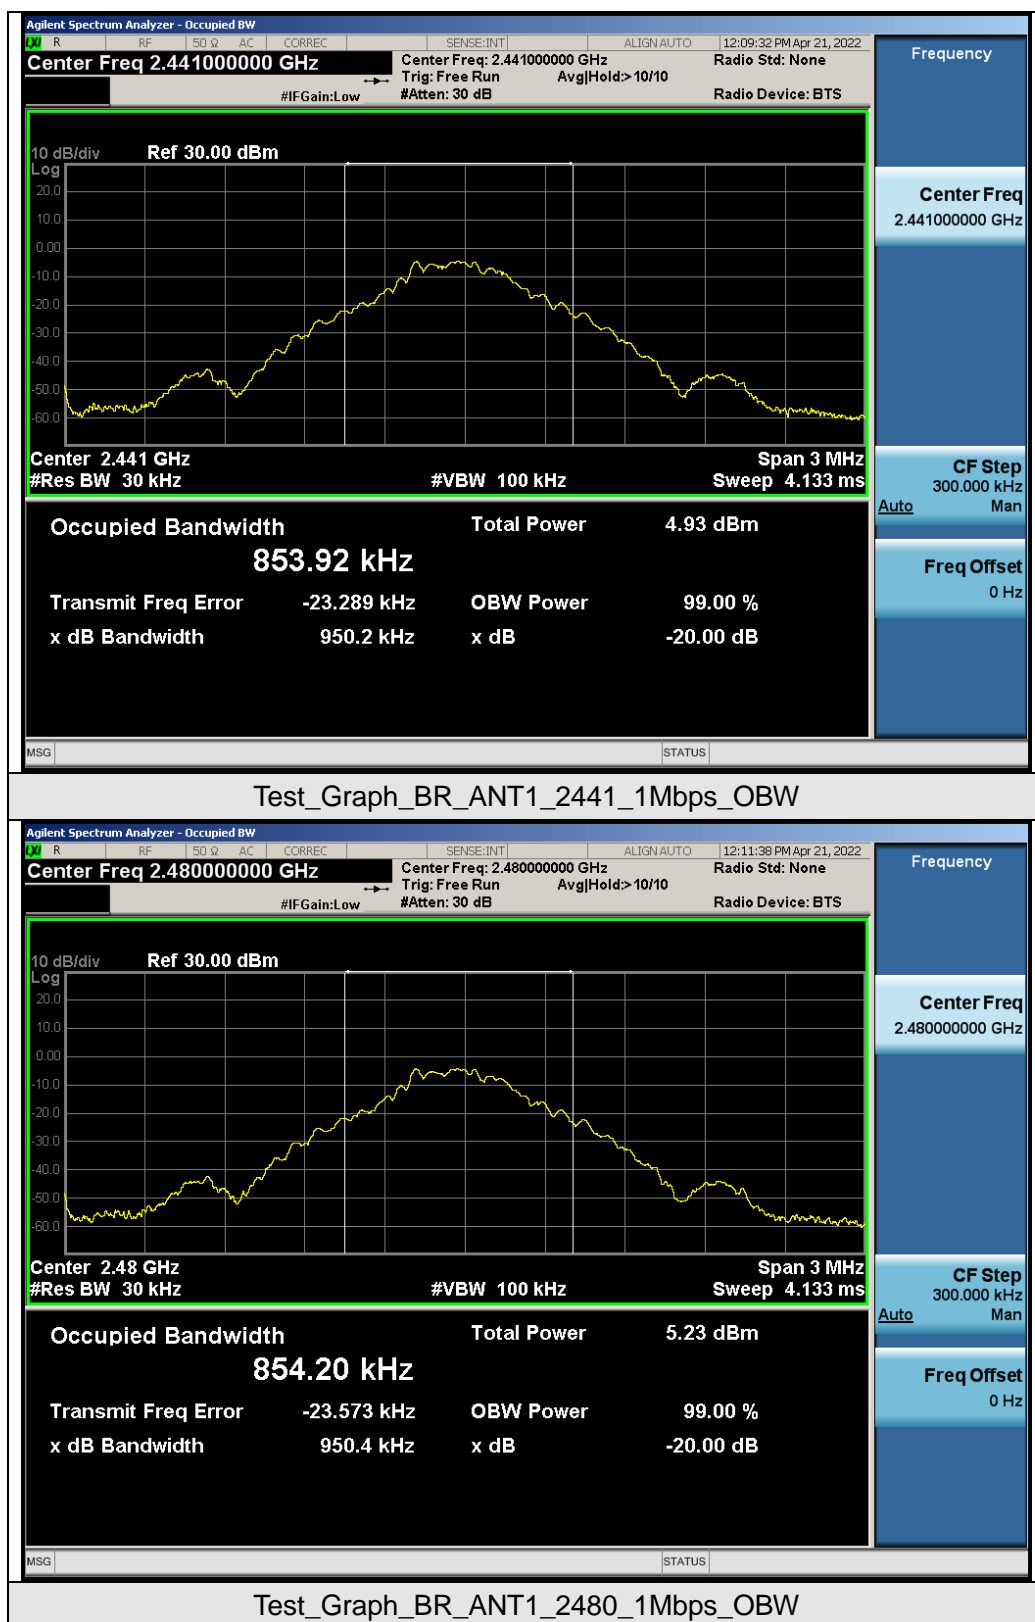 Agilent Spectrum Analyzer - Occupied BW
LXI R RF 50 Ω AC CORREC SENSE:INT ALIGN AUTO 12:09:32 PM Apr 21, 2022
Center Freq 2.441000000 GHz Center Freq: 2.441000000 GHz Radio Std: None
Trig: Free Run Avg|Hold:> 10/10
#IFGain:Low #Atten: 30 dB Radio Device: BTS
Frequency
10 dB/div Ref 30.00 dBm
Log
20.0
10.0
0.00
-10.0
-20.0
-30.0
-40.0
-50.0
-60.0
Center Freq
2.441000000 GHz
Center 2.441 GHz Span 3 MHz
#Res BW 30 kHz #VBW 100 kHz Sweep 4.133 ms
CF Step
300.000 kHz
Auto Man
Occupied Bandwidth Total Power 4.93 dBm
853.92 kHz
Transmit Freq Error -23.289 kHz OBW Power 99.00 %
x dB Bandwidth 950.2 kHz x dB -20.00 dB
Freq Offset
0 Hz
MSG STATUS
Test_Graph_BR_ANT1_2441_1Mbps_OBW
Agilent Spectrum Analyzer - Occupied BW
LXI R RF 50 Ω AC CORREC SENSE:INT ALIGN AUTO 12:11:38 PM Apr 21, 2022
Center Freq 2.480000000 GHz Center Freq: 2.480000000 GHz Radio Std: None
Trig: Free Run Avg|Hold:> 10/10
#IFGain:Low #Atten: 30 dB Radio Device: BTS
Frequency
10 dB/div Ref 30.00 dBm
Log
20.0
10.0
0.00
-10.0
-20.0
-30.0
-40.0
-50.0
-60.0
Center Freq
2.480000000 GHz
Center 2.48 GHz Span 3 MHz
#Res BW 30 kHz #VBW 100 kHz Sweep 4.133 ms
CF Step
300.000 kHz
Auto Man
Occupied Bandwidth Total Power 5.23 dBm
854.20 kHz
Transmit Freq Error -23.573 kHz OBW Power 99.00 %
x dB Bandwidth 950.4 kHz x dB -20.00 dB
Freq Offset
0 Hz
MSG STATUS
Test_Graph_BR_ANT1_2480_1Mbps_OBW